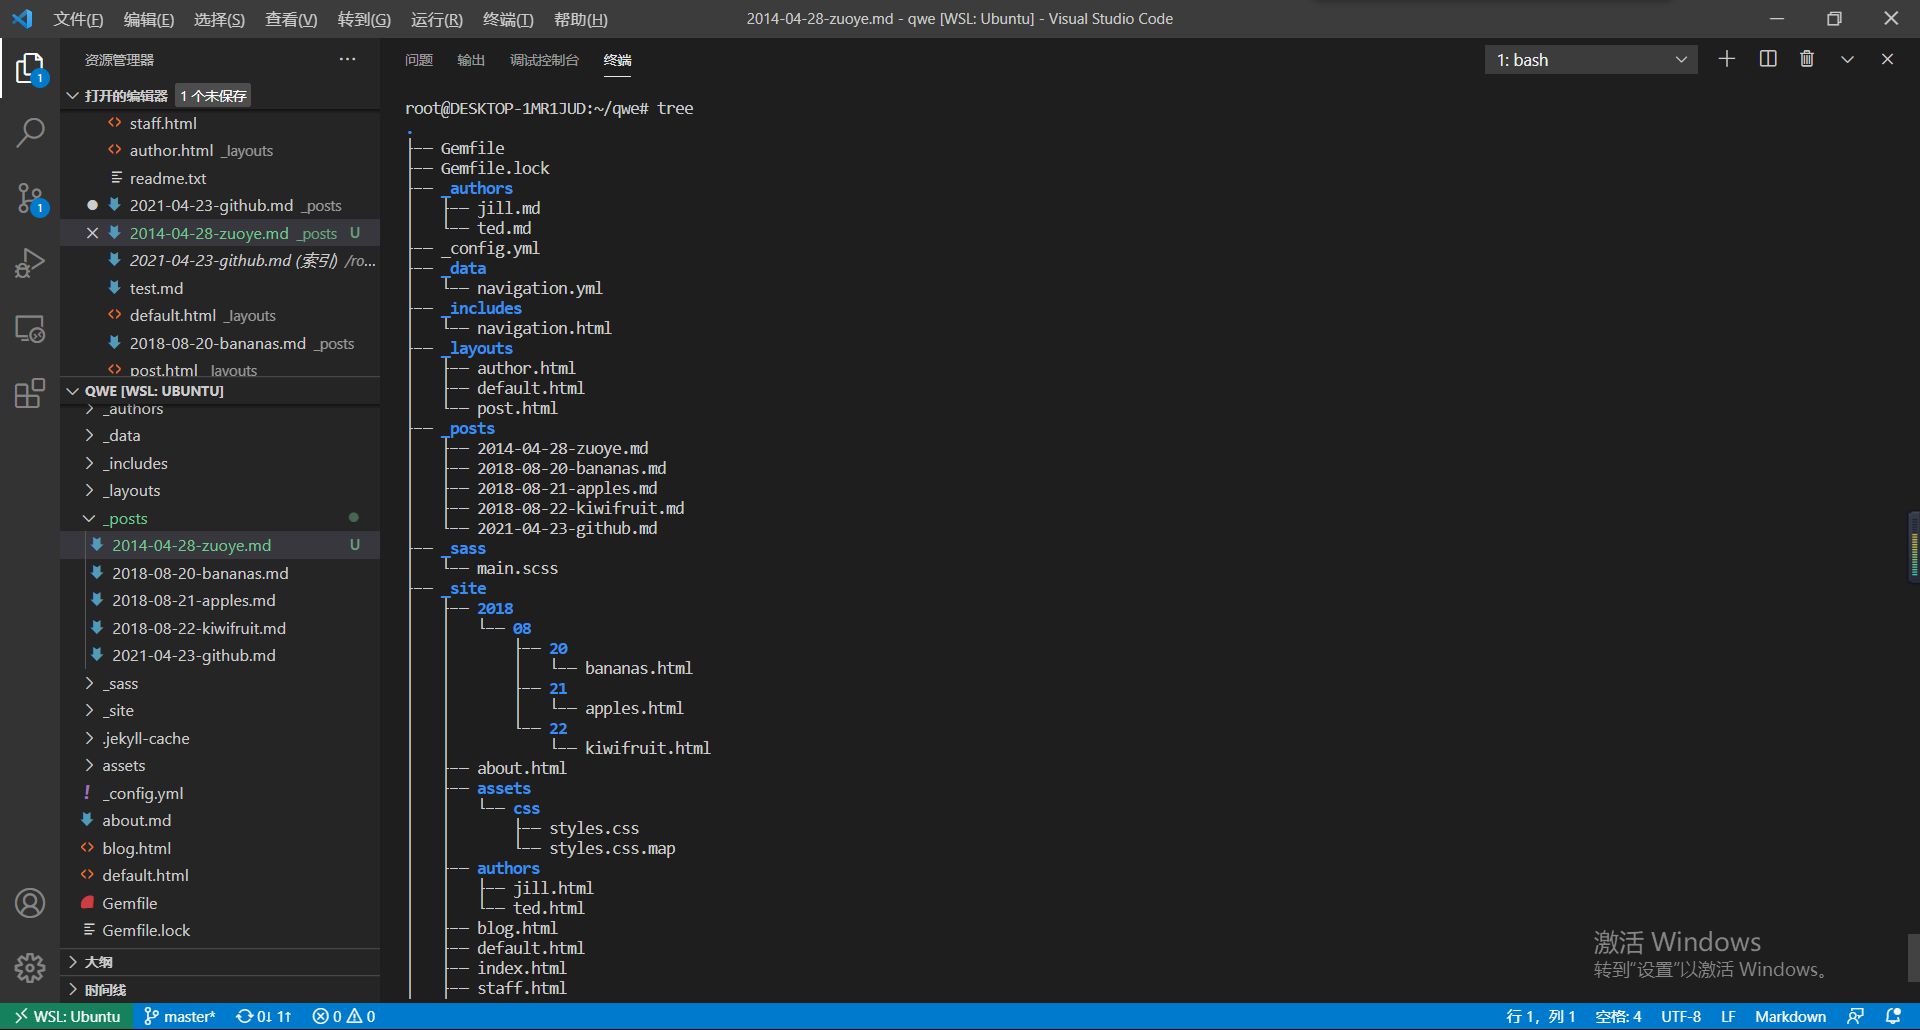 文件(F) 编辑(E) 选择(S) 查看(V) 转到(G) 运行(R) 终端(T) 帮助(H) 2014-04-28-zuoye.md - qwe [WSL: Ubuntu] - Visual Studio Code
资源管理器 ···
打开的编辑器 1 个未保存
staff.html
author.html _layouts
readme.txt
2021-04-23-github.md _posts
2014-04-28-zuoye.md _posts U
2021-04-23-github.md (索引) /ro...
test.md
default.html _layouts
2018-08-20-bananas.md _posts
post.html _layouts
QWE [WSL: UBUNTU]
_authors
_data
_includes
_layouts
_posts
2014-04-28-zuoye.md U
2018-08-20-bananas.md
2018-08-21-apples.md
2018-08-22-kiwifruit.md
2021-04-23-github.md
_sass
_site
.jekyll-cache
assets
! _config.yml
about.md
blog.html
default.html
Gemfile
Gemfile.lock
大纲
时间线
1
1
问题 输出 调试控制台 终端 1: bash
root@DESKTOP-1MR1JUD:~/qwe# tree
.
├── Gemfile
├── Gemfile.lock
├── _authors
│   ├── jill.md
│   └── ted.md
├── _config.yml
├── _data
│   └── navigation.yml
├── _includes
│   └── navigation.html
├── _layouts
│   ├── author.html
│   ├── default.html
│   └── post.html
├── _posts
│   ├── 2014-04-28-zuoye.md
│   ├── 2018-08-20-bananas.md
│   ├── 2018-08-21-apples.md
│   ├── 2018-08-22-kiwifruit.md
│   └── 2021-04-23-github.md
├── _sass
│   └── main.scss
├── _site
│   ├── 2018
│   │   └── 08
│   │       ├── 20
│   │       │   └── bananas.html
│   │       ├── 21
│   │       │   └── apples.html
│   │       └── 22
│   │           └── kiwifruit.html
│   ├── about.html
│   ├── assets
│   │   └── css
│   │       ├── styles.css
│   │       └── styles.css.map
│   ├── authors
│   │   ├── jill.html
│   │   └── ted.html
│   ├── blog.html
│   ├── default.html
│   ├── index.html
│   ├── staff.html
激活 Windows
转到“设置”以激活 Windows。
WSL: Ubuntu master* 0↓ 1↑ 0 0 行 1，列 1 空格: 4 UTF-8 LF Markdown